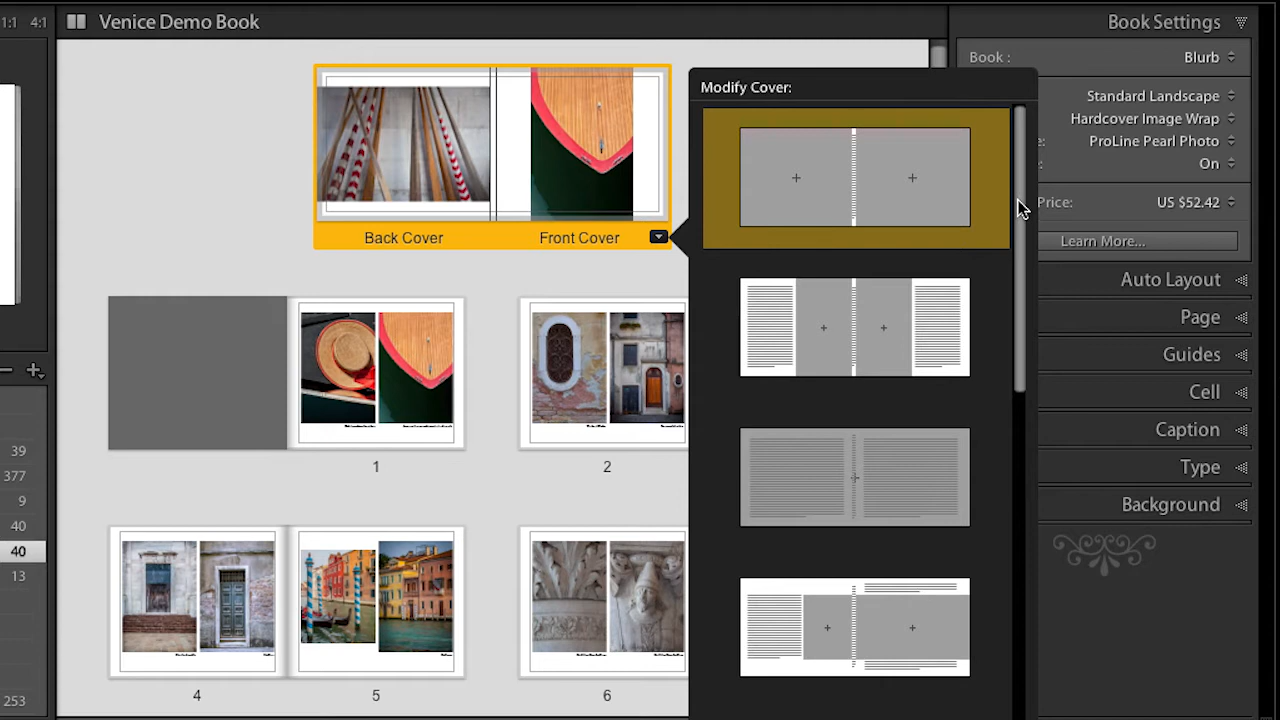 1:1 4:1
Venice Demo Book
Book Settings
Book :
Blurb
Modify Cover:
Standard Landscape
Hardcover Image Wrap
ProLine Pearl Photo
On
Price:
US $52.42
Learn More...
Back Cover
Front Cover
Auto Layout
Page
Guides
Cell
Caption
Type
Background
1
2
39
377
9
40
40
13
253
4
5
6